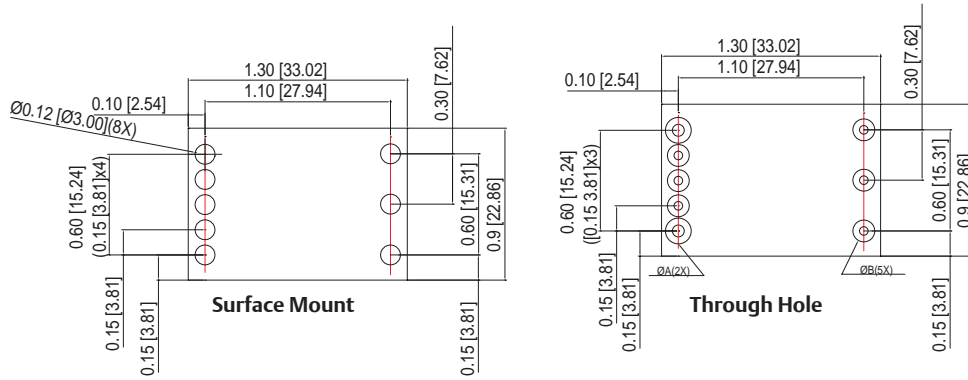 1.30 [33.02]
1.10 [27.94]
0.10 [2.54]
Ø0.12 [Ø3.00](8X)
0.30 [7.62]
0.60 [15.24]
(0.15 [3.81]x4)
0.60 [15.31]
0.9 [22.86]
0.15 [3.81]
0.15 [3.81]
0.15 [3.81]
Surface Mount
1.30 [33.02]
1.10 [27.94]
0.10 [2.54]
0.30 [7.62]
0.60 [15.24]
([0.15 3.81]x3)
0.60 [15.31]
0.9 [22.86]
ØA(2X)
ØB(5X)
0.15 [3.81]
0.15 [3.81]
0.15 [3.81]
Through Hole